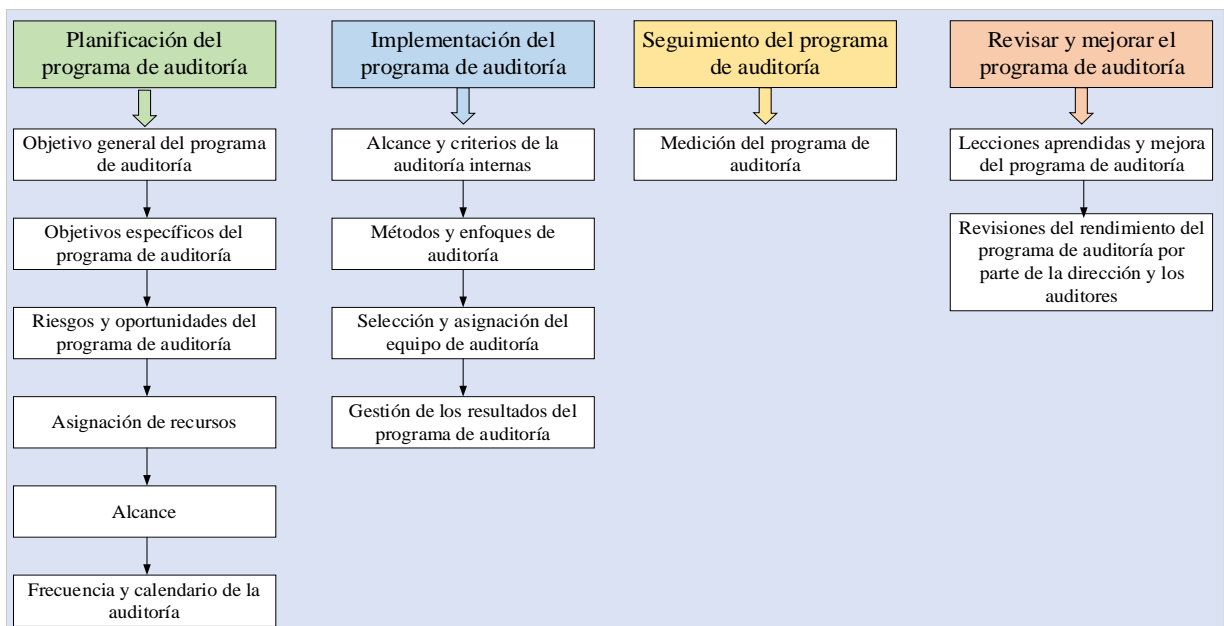 Planificación del
programa de auditoría
Objetivo general del programa
de auditoría
Objetivos específicos del
programa de auditoría
Riesgos y oportunidades del
programa de auditoría
Asignación de recursos
Alcance
Frecuencia y calendario de la
auditoría
Implementación del
programa de auditoría
Alcance y criterios de la
auditoría internas
Métodos y enfoques de
auditoría
Selección y asignación del
equipo de auditoría
Gestión de los resultados del
programa de auditoría
Seguimiento del programa
de auditoría
Medición del programa de
auditoría
Revisar y mejorar el
programa de auditoría
Lecciones aprendidas y mejora
del programa de auditoría
Revisiones del rendimiento del
programa de auditoría por
parte de la dirección y los
auditores